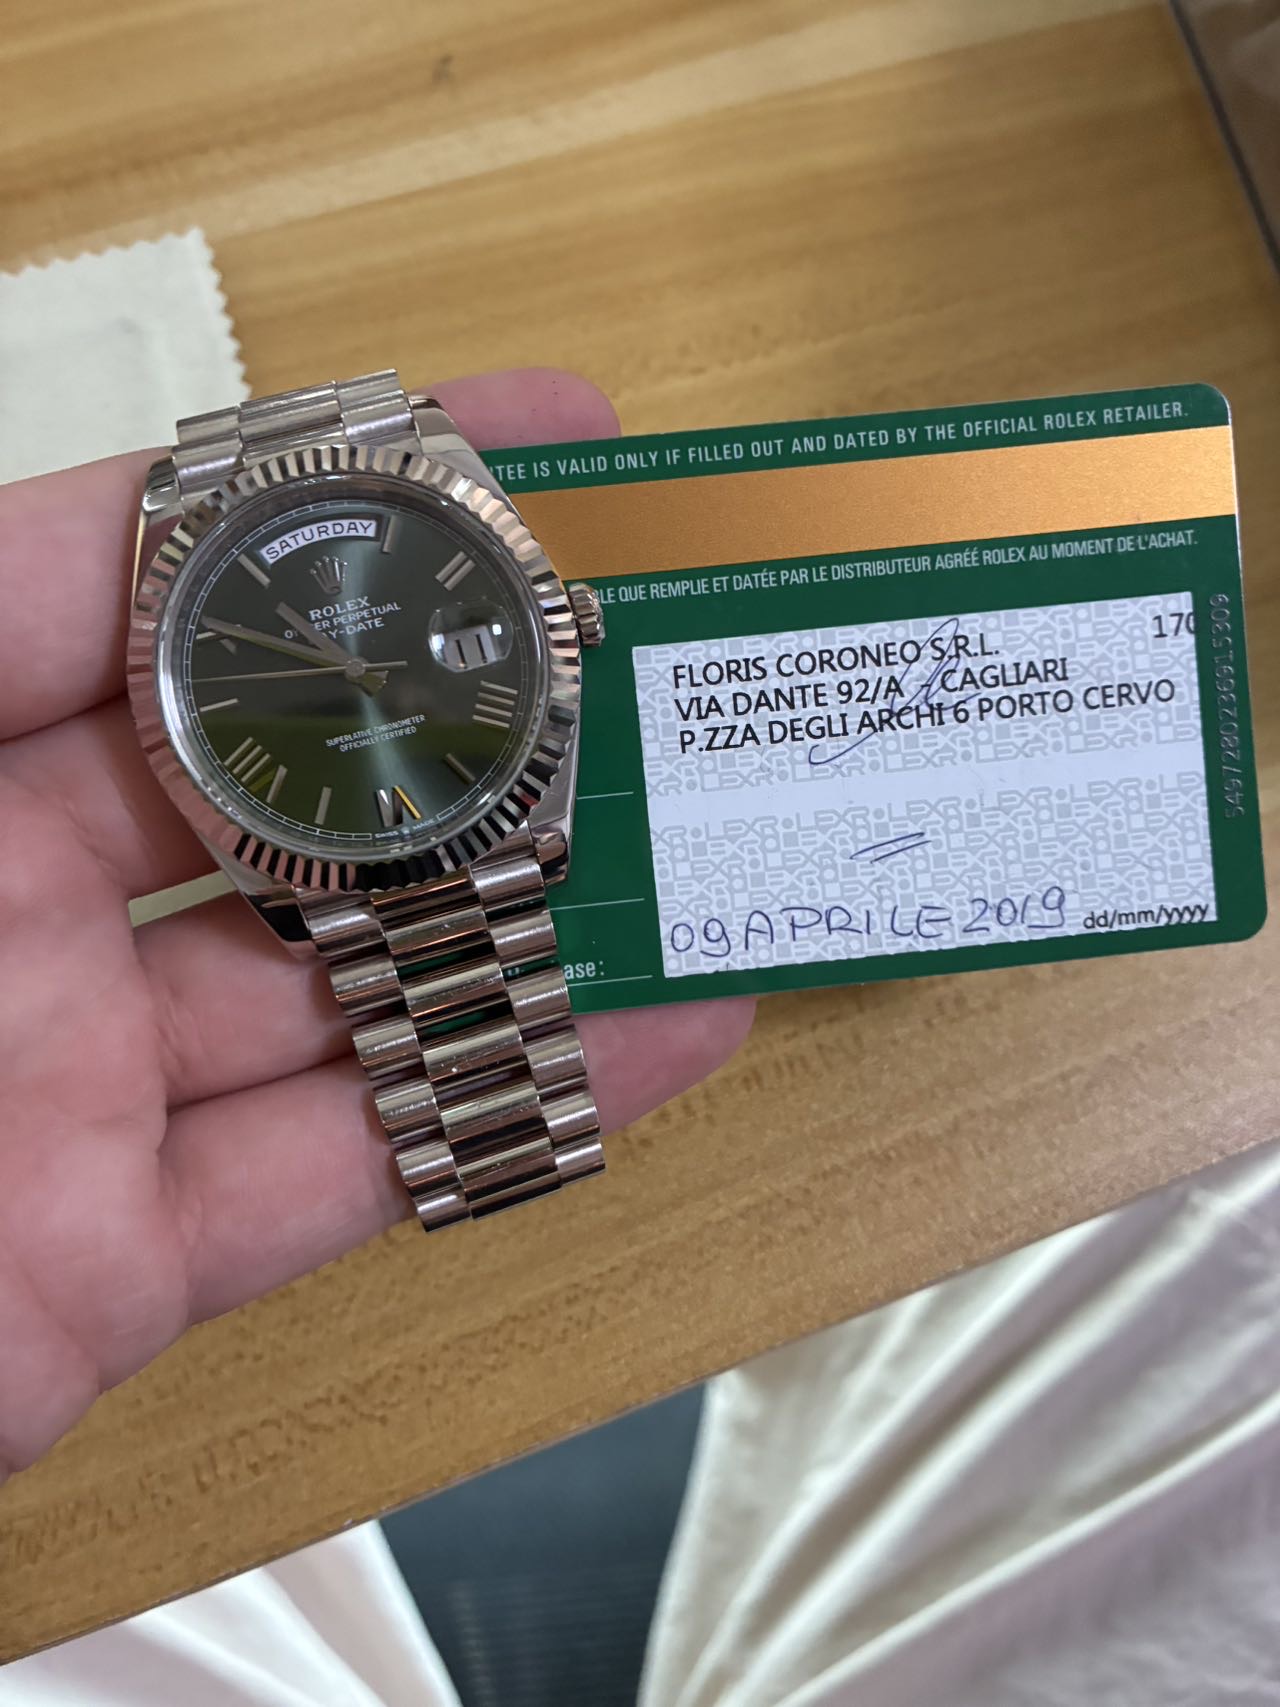 SATURDAY
ROLEX
PERPETUAL
DAY-DATE
11
SUPERLATIVE CHRONOMETER
OFFICIALLY CERTIFIED
SWISS MADE
TEE IS VALID ONLY IF FILLED OUT AND DATED BY THE OFFICIAL ROLEX RETAILER.
LE QUE REMPLIE ET DATÉE PAR LE DISTRIBUTEUR AGRÉÉ ROLEX AU MOMENT DE L'ACHAT.
170
FLORIS CORONEO S.R.L.
VIA DANTE 92/A CAGLIARI
P.ZZA DEGLI ARCHI 6 PORTO CERVO
09 APRILE 2019 dd/mm/yyyy
ase:
5497280236915309